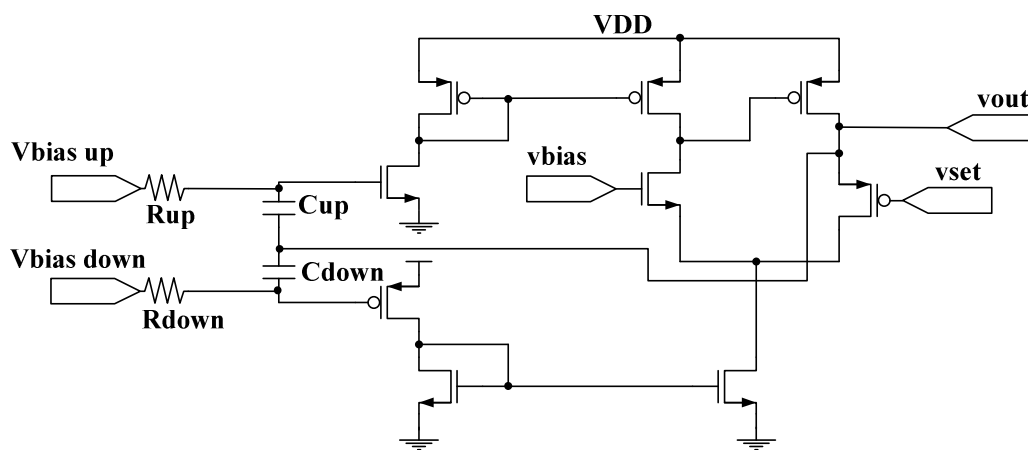 VDD
vout
Vbias up
vbias
vset
Rup
Cup
Vbias down
Cdown
Rdown